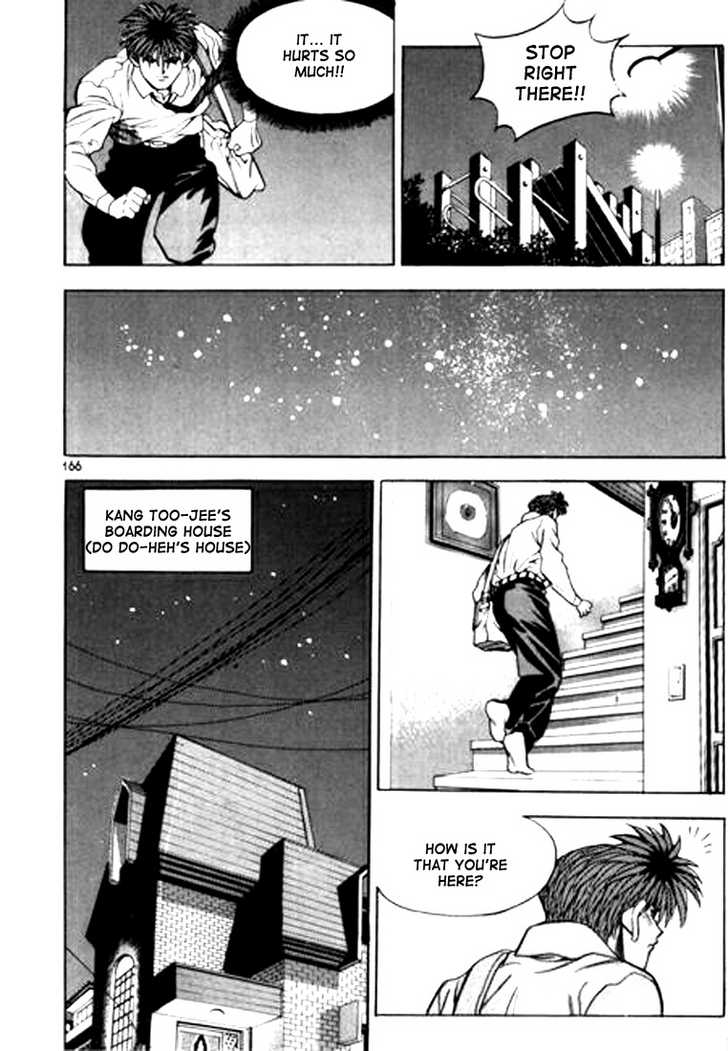 IT... IT
HURTS SO
MUCH!!
STOP
RIGHT
THERE!!
166
KANG TOO-JEE'S
BOARDING HOUSE
(DO DO-HEH'S HOUSE)
HOW IS IT
THAT YOU'RE
HERE?